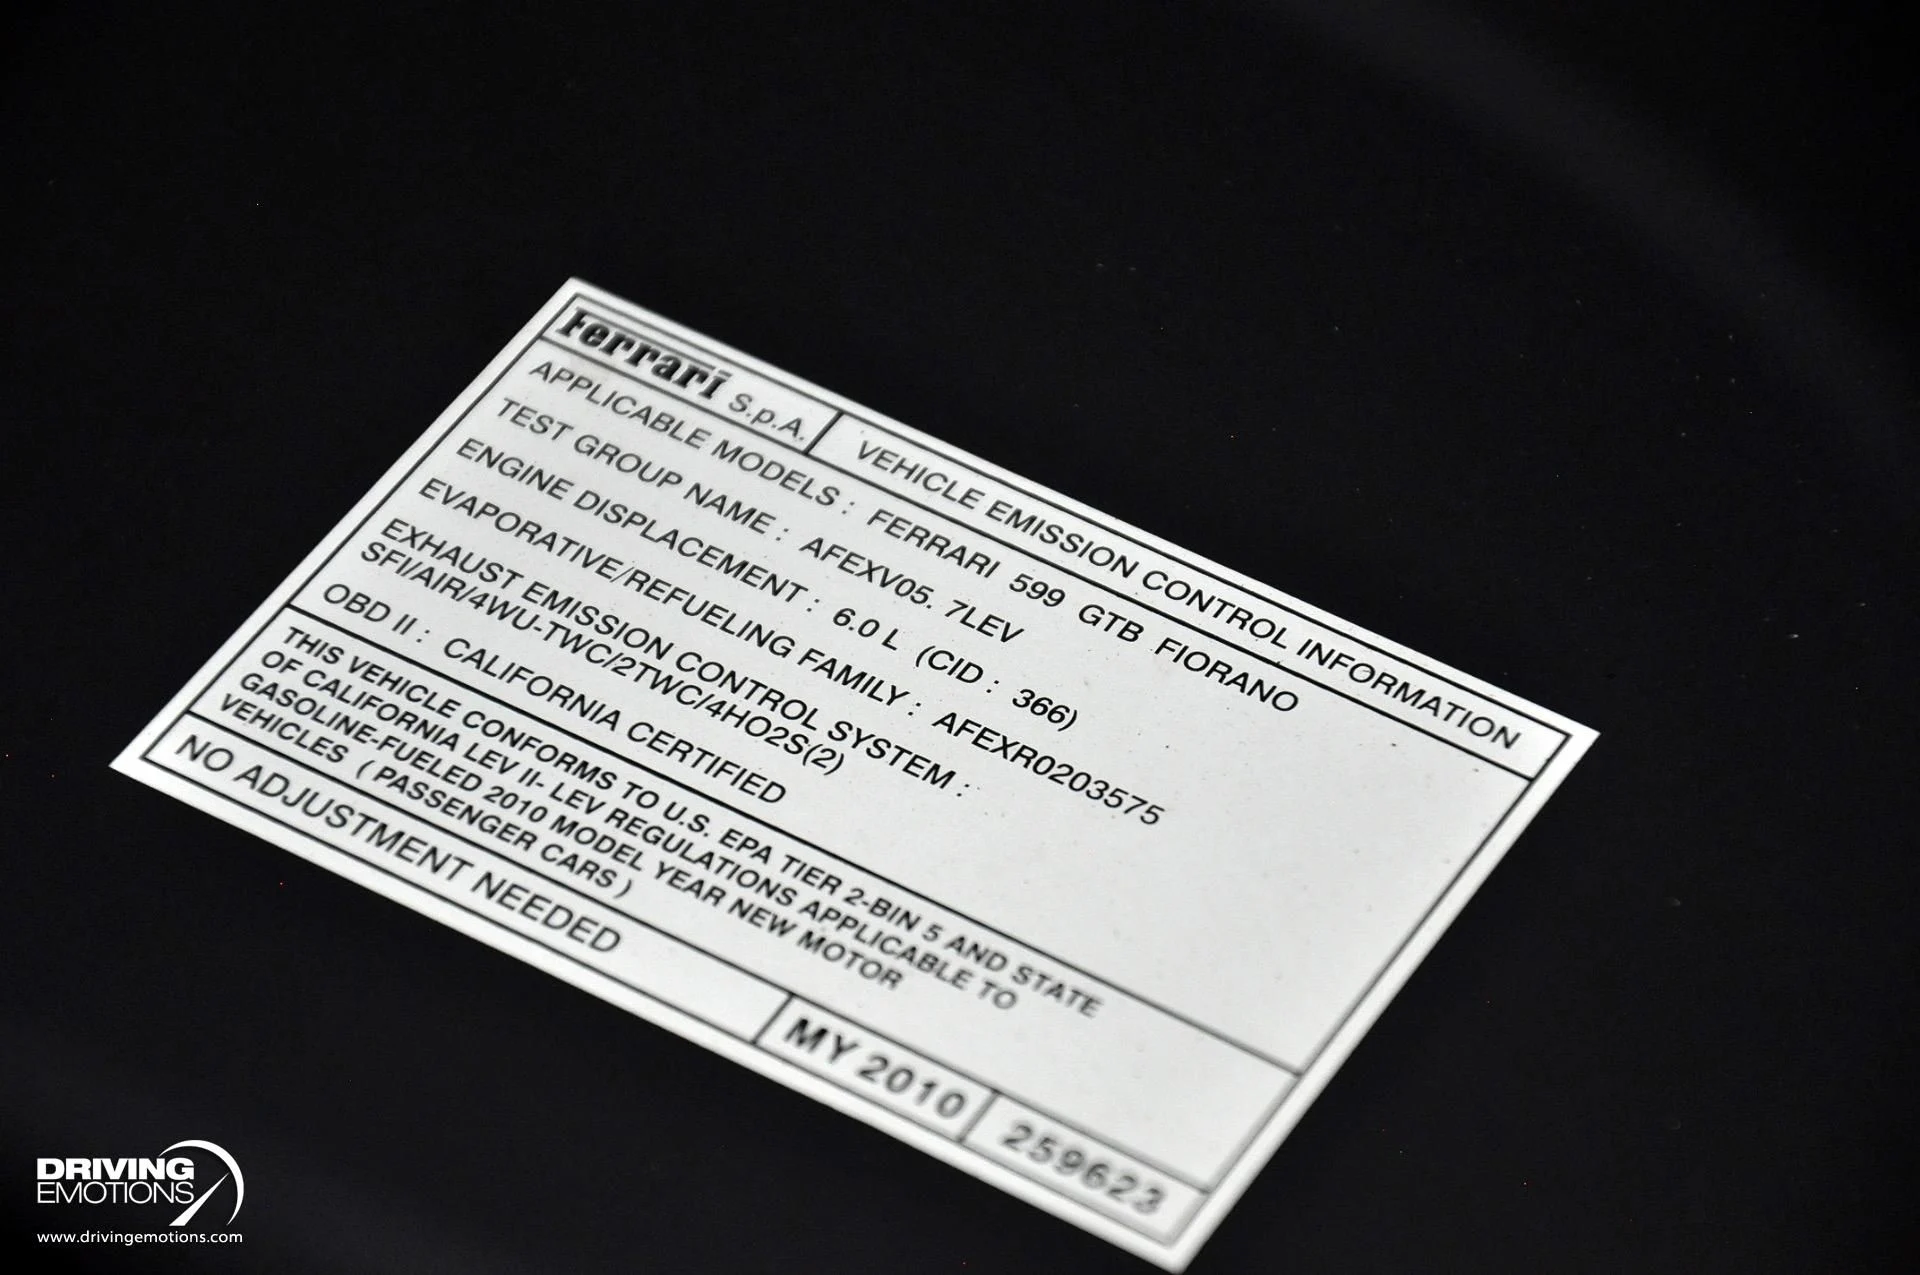 Ferrari S.p.A. VEHICLE EMISSION CONTROL INFORMATION
APPLICABLE MODELS : FERRARI 599 GTB FIORANO
TEST GROUP NAME : AFEXV05. 7LEV
ENGINE DISPLACEMENT : 6.0 L (CID : 366)
EVAPORATIVE/REFUELING FAMILY : AFEXR0203575
EXHAUST EMISSION CONTROL SYSTEM :
SFI/AIR/4WU-TWC/2TWC/4HO2S(2)
OBD II : CALIFORNIA CERTIFIED
THIS VEHICLE CONFORMS TO U.S. EPA TIER 2-BIN 5 AND STATE
OF CALIFORNIA LEV II- LEV REGULATIONS APPLICABLE TO
GASOLINE-FUELED 2010 MODEL YEAR NEW MOTOR
VEHICLES ( PASSENGER CARS )
NO ADJUSTMENT NEEDED MY 2010 259623
DRIVING
EMOTIONS
www.drivingemotions.com